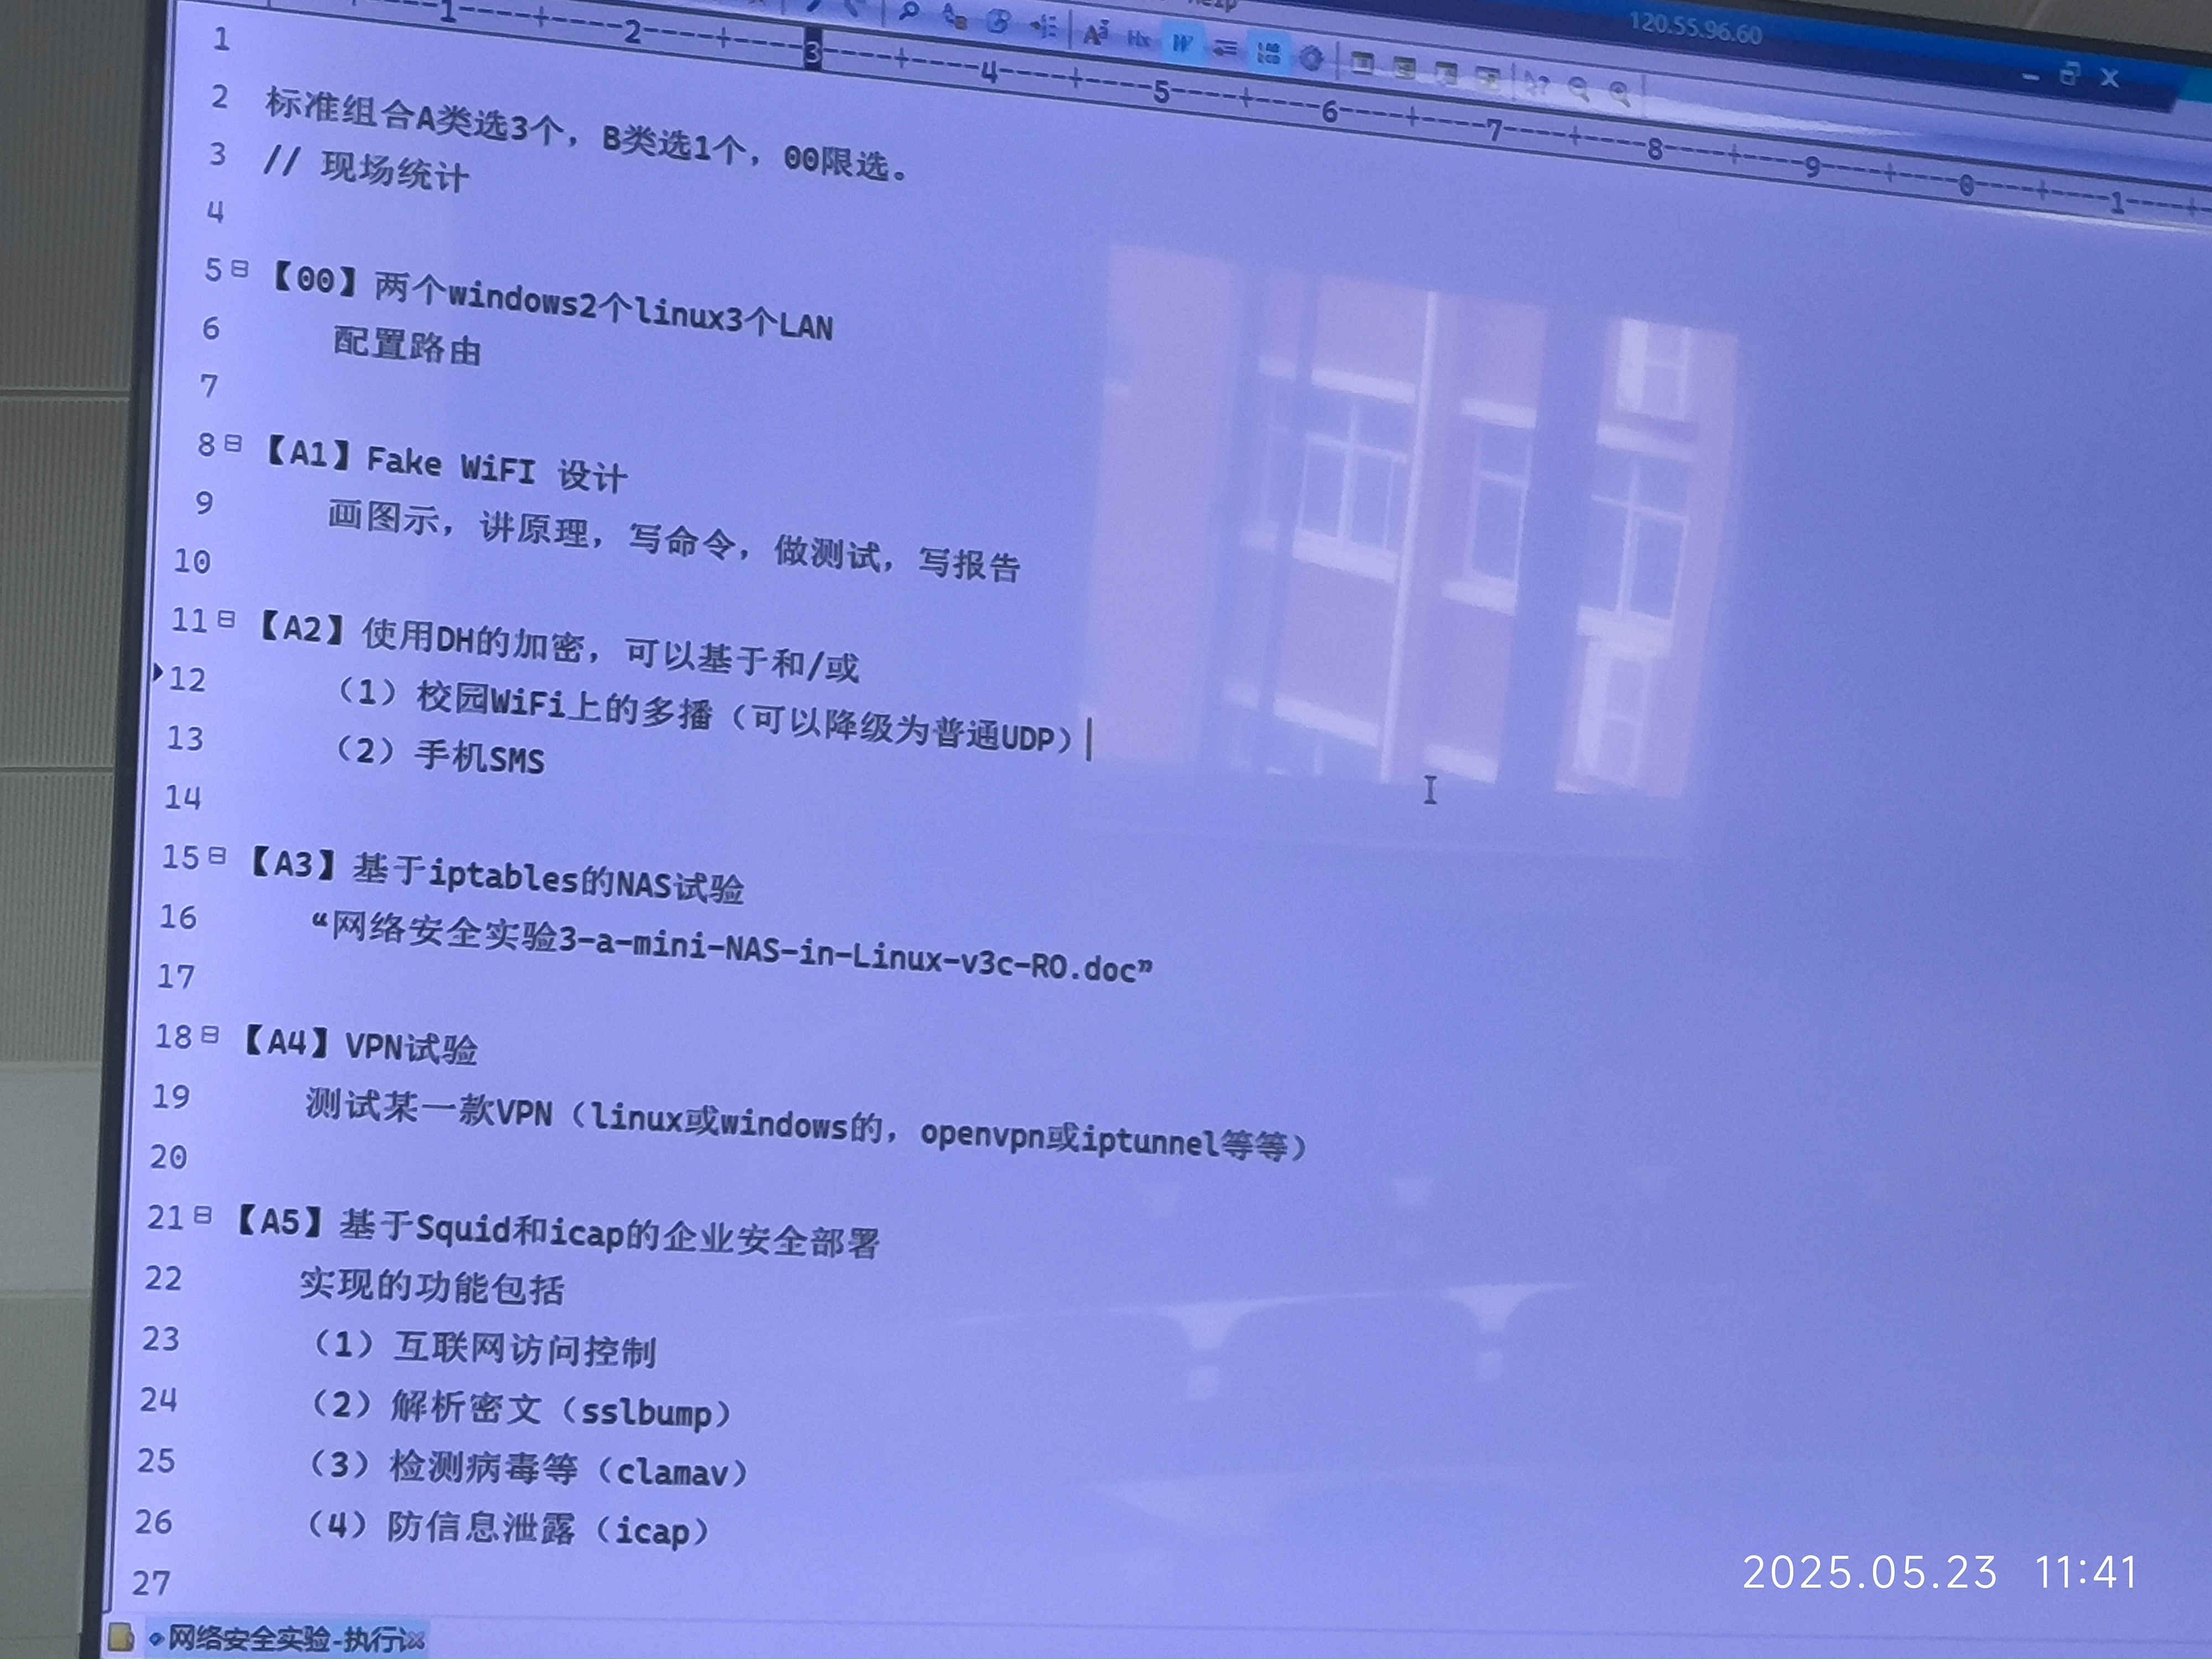 120.55.96.60
----1----+----2----+----3----+----4----+----5----+----6----+----7----+----8----+----9----+----0----+----1----+
1
2 标准组合A类选3个，B类选1个，00限选。
3 // 现场统计
4
5 【00】两个windows2个linux3个LAN
6 配置路由
7
8 【A1】Fake WiFI 设计
9 画图示，讲原理，写命令，做测试，写报告
10
11 【A2】使用DH的加密，可以基于和/或
12 （1）校园WiFi上的多播（可以降级为普通UDP）
13 （2）手机SMS
14
15 【A3】基于iptables的NAS试验
16 “网络安全实验3-a-mini-NAS-in-Linux-v3c-RO.doc”
17
18 【A4】VPN试验
19 测试某一款VPN（linux或windows的，openvpn或iptunnel等等）
20
21 【A5】基于Squid和icap的企业安全部署
22 实现的功能包括
23 （1）互联网访问控制
24 （2）解析密文（sslbump）
25 （3）检测病毒等（clamav）
26 （4）防信息泄露（icap）
27
网络安全实验-执行
2025.05.23 11:41